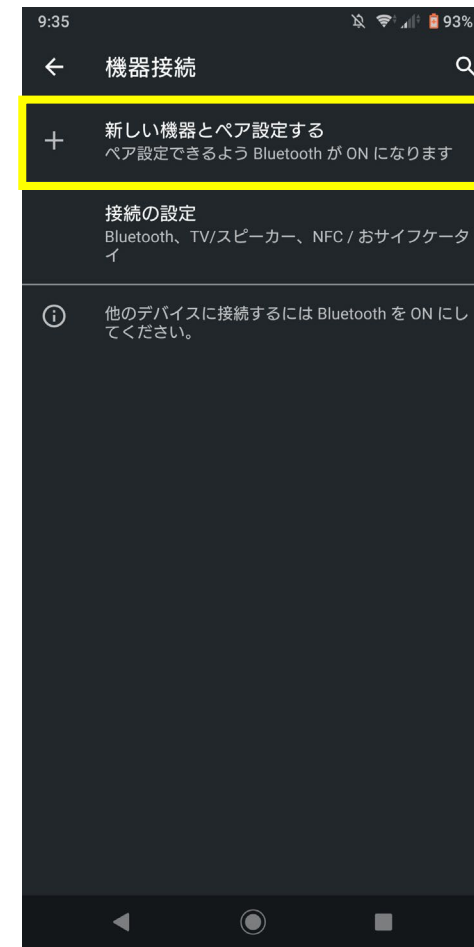 9:35
93%
機器接続
新しい機器とペア設定する
ペア設定できるよう Bluetooth が ON になります
接続の設定
Bluetooth、TV/スピーカー、NFC / おサイフケータ
イ
他のデバイスに接続するには Bluetooth を ON にし
てください。